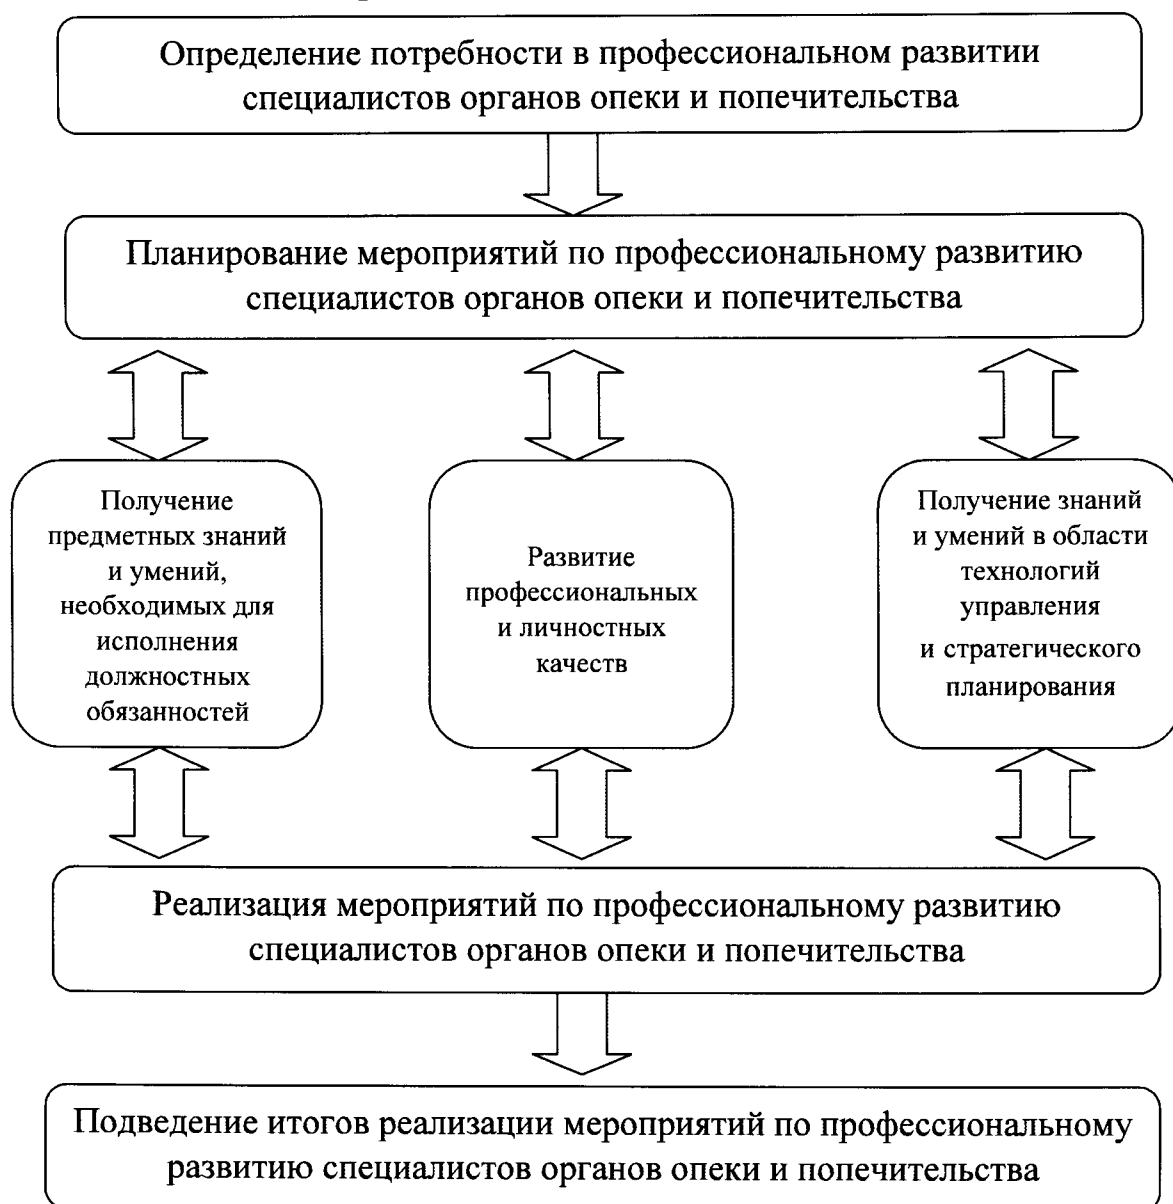 Определение потребности в профессиональном развитии
специалистов органов опеки и попечительства
Планирование мероприятий по профессиональному развитию
специалистов органов опеки и попечительства
Получение
предметных знаний
и умений,
необходимых для
исполнения
должностных
обязанностей
Развитие
профессиональных
и личностных
качеств
Получение знаний
и умений в области
технологий
управления
и стратегического
планирования
Реализация мероприятий по профессиональному развитию
специалистов органов опеки и попечительства
Подведение итогов реализации мероприятий по профессиональному
развитию специалистов органов опеки и попечительства